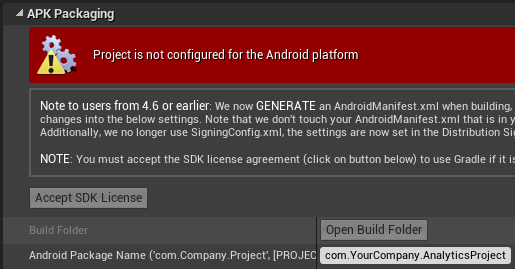 APK Packaging
Project is not configured for the Android platform
Note to users from 4.6 or earlier: We now GENERATE an AndroidManifest.xml when building,
changes into the below settings. Note that we don't touch your AndroidManifest.xml that is in y
Additionally, we no longer use SigningConfig.xml, the settings are now set in the Distribution Sig
NOTE: You must accept the SDK license agreement (click on button below) to use Gradle if it is
Accept SDK License
Build Folder
Open Build Folder
Android Package Name ('com.Company.Project', [PROJEC
com.YourCompany.AnalyticsProject